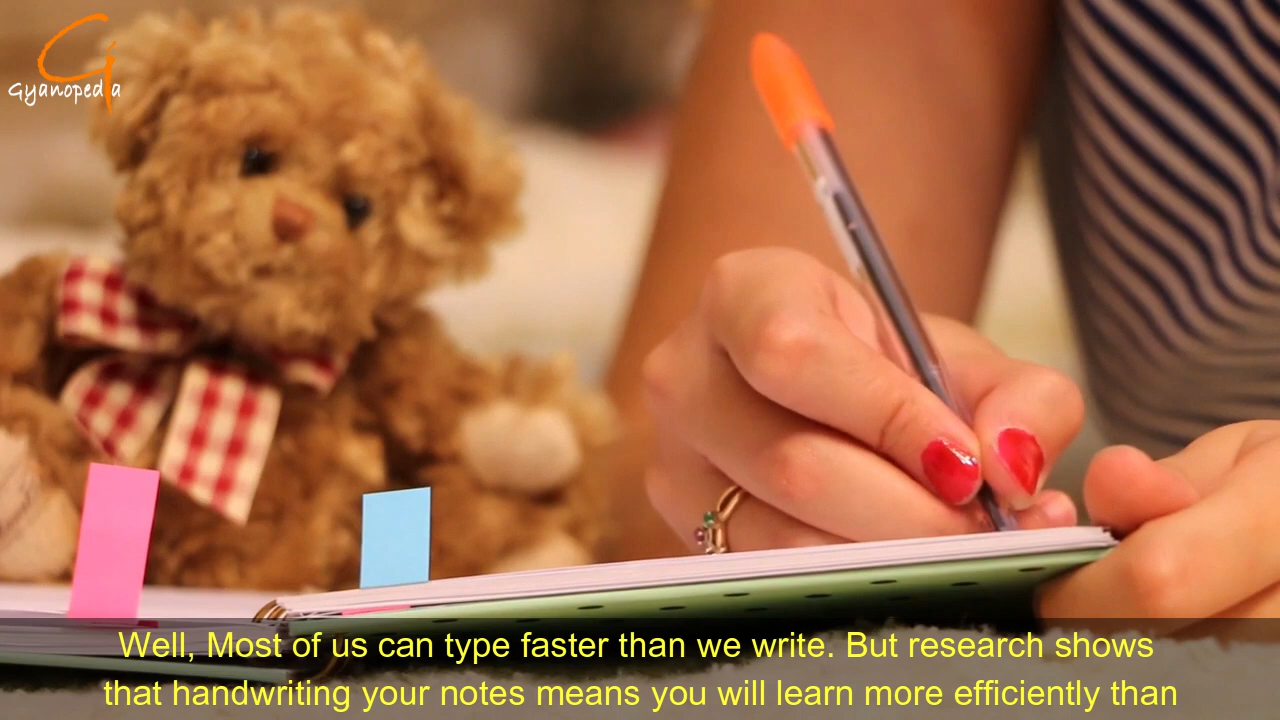 Gyanopedia
Well, Most of us can type faster than we write. But research shows
that handwriting your notes means you will learn more efficiently than